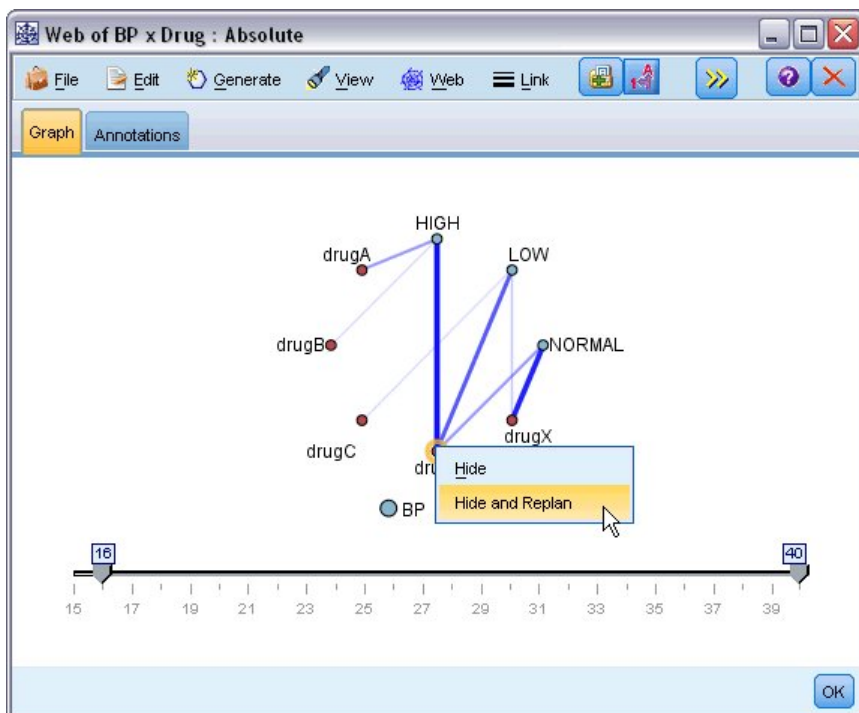 Web of BP x Drug : Absolute
File Edit Generate View Web Link
Graph Annotations
HIGH
drugA
LOW
drugB
NORMAL
drugC
drugX
Hide
BP
Hide and Replan
16 40
15 17 19 21 23 25 27 29 31 33 35 37 39
OK